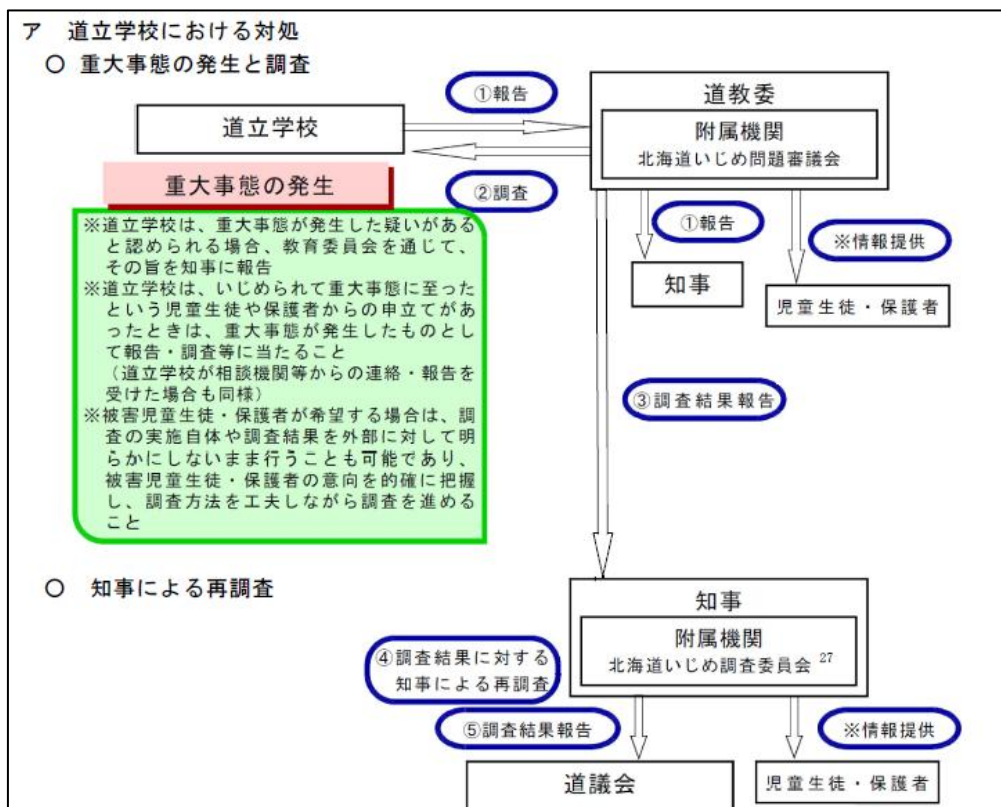 ア 道立学校における対処
○ 重大事態の発生と調査
①報告
道立学校
道教委
附属機関
北海道いじめ問題審議会
②調査
重大事態の発生
※道立学校は、重大事態が発生した疑いがある
と認められる場合、教育委員会を通じて、
その旨を知事に報告
※道立学校は、いじめられて重大事態に至った
という児童生徒や保護者からの申立てがあ
ったときは、重大事態が発生したものとし
て報告・調査等に当たること
（道立学校が相談機関等からの連絡・報告を
受けた場合も同様）
※被害児童生徒・保護者が希望する場合は、調
査の実施自体や調査結果を外部に対して明
らかにしないまま行うことも可能であり、
被害児童生徒・保護者の意向を的確に把握
し、調査方法を工夫しながら調査を進める
こと
①報告
※情報提供
知事
児童生徒・保護者
③調査結果報告
○ 知事による再調査
知事
附属機関
北海道いじめ調査委員会 27
④調査結果に対する
知事による再調査
⑤調査結果報告
※情報提供
道議会
児童生徒・保護者